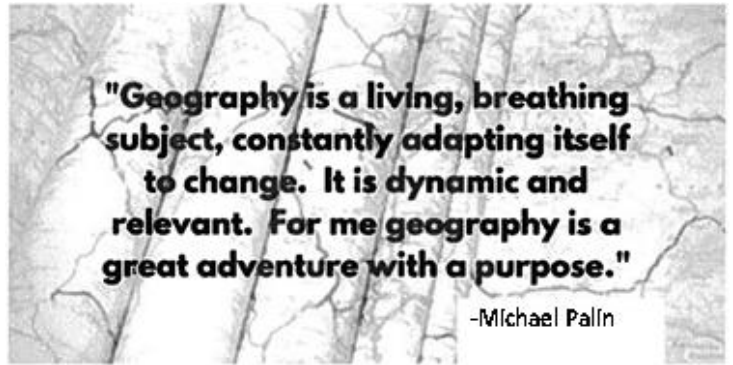 "Geography is a living, breathing
subject, constantly adapting itself
to change.  It is dynamic and
relevant.  For me geography is a
great adventure with a purpose."
-Michael Palin